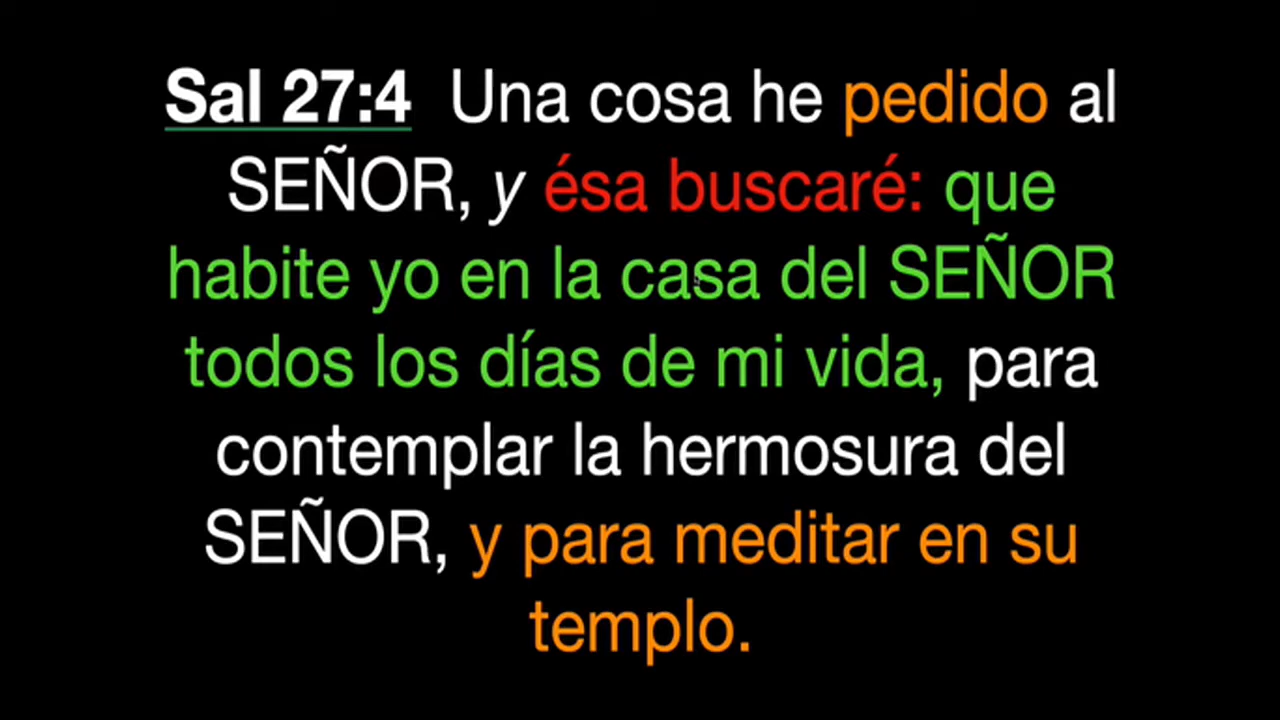 Sal 27:4 Una cosa he pedido al
SEÑOR, y ésa buscaré: que
habite yo en la casa del SEÑOR
todos los días de mi vida, para
contemplar la hermosura del
SEÑOR, y para meditar en su
templo.